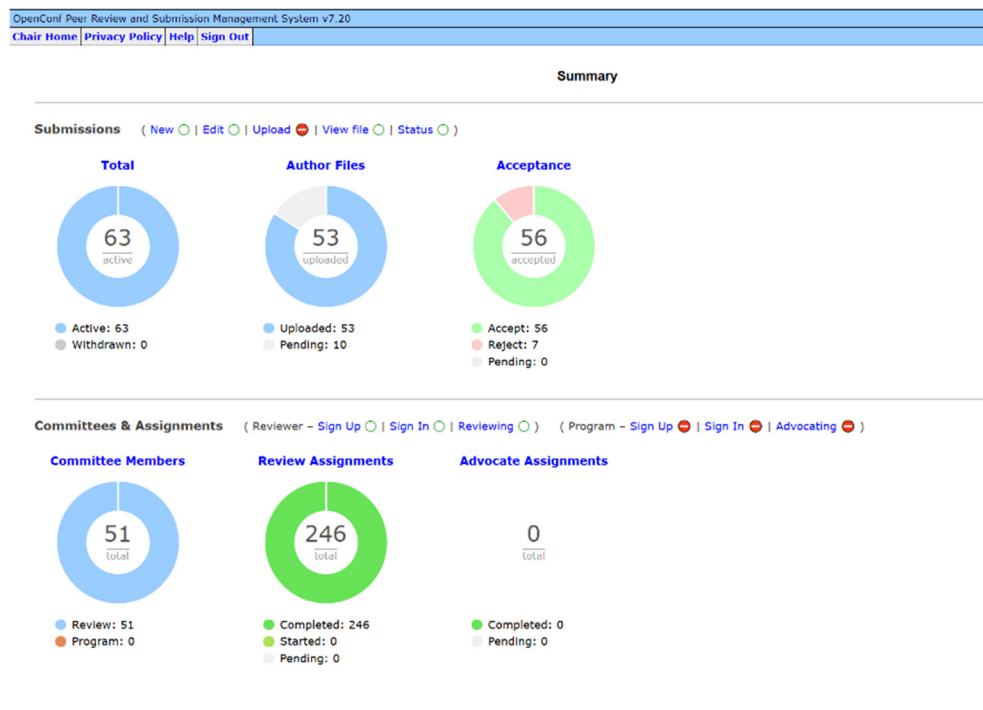 OpenConf Peer Review and Submission Management System v7.20
Chair Home Privacy Policy Help Sign Out
Summary
Submissions ( New | Edit | Upload | View file | Status )
Total Author Files Acceptance
63 53 56
active uploaded accepted
Active: 63 Uploaded: 53 Accept: 56
Withdrawn: 0 Pending: 10 Reject: 7
Pending: 0
Committees & Assignments ( Reviewer – Sign Up | Sign In | Reviewing ) ( Program – Sign Up | Sign In | Advocating )
Committee Members Review Assignments Advocate Assignments
51 246 0
total total total
Review: 51 Completed: 246 Completed: 0
Program: 0 Started: 0 Pending: 0
Pending: 0